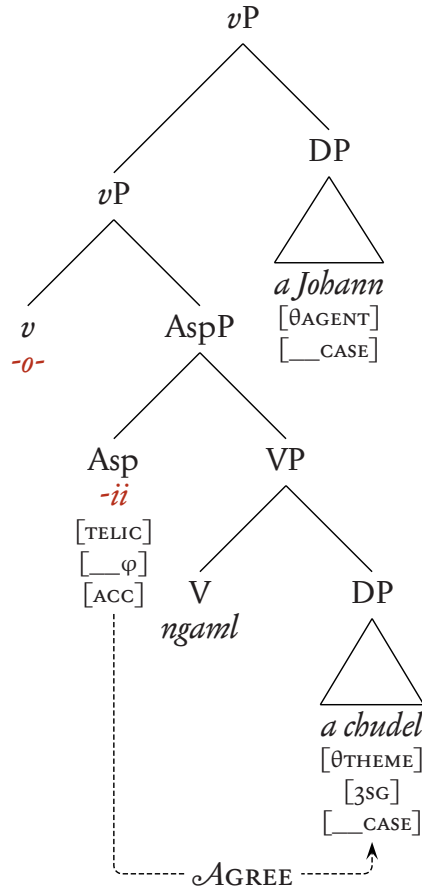 vP
DP
vP
a Johann
[θAGENT]
[__CASE]
v
-o-
AspP
Asp
-ii
[TELIC]
[__φ]
[ACC]
VP
V
ngaml
DP
a chudel
[θTHEME]
[3SG]
[__CASE]
AGREE